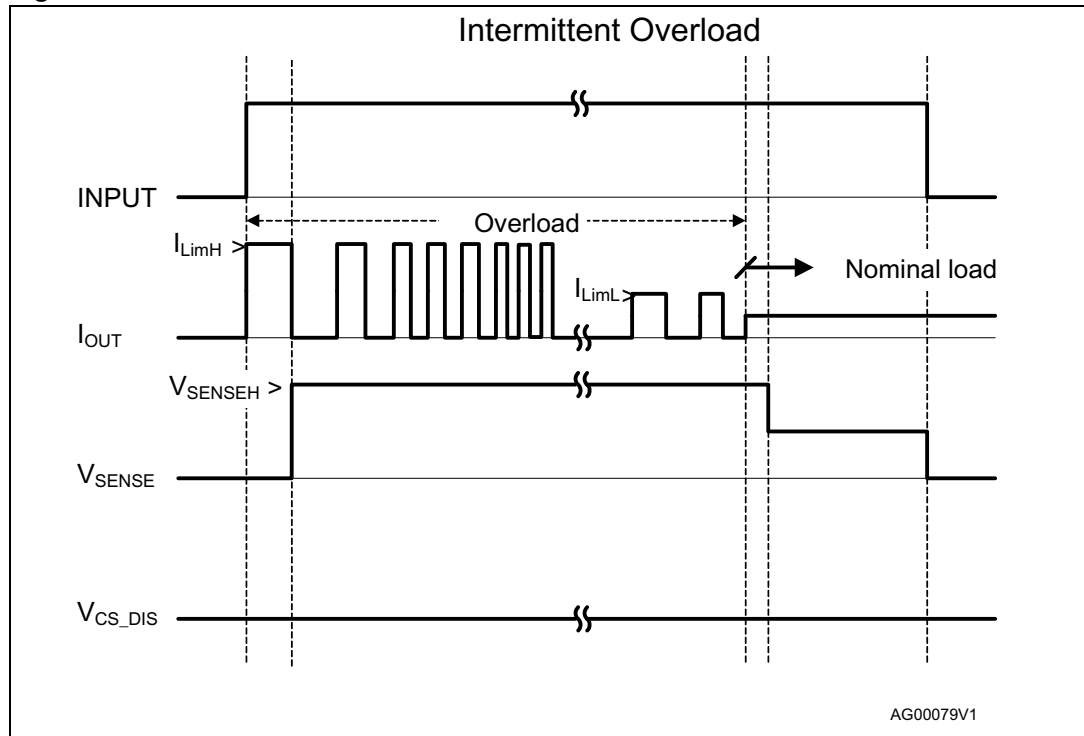 Intermittent Overload
INPUT
Overload
I_LimH >
Nominal load
I_LimL >
I_OUT
V_SENSEH >
V_SENSE
V_CS_DIS
AG00079V1